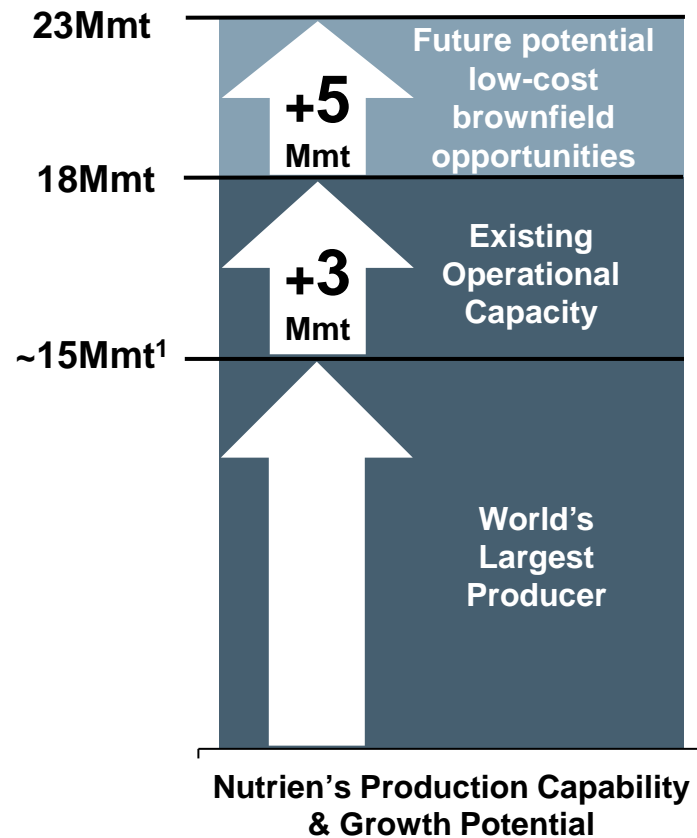 23Mmt
Future potential
low-cost
brownfield
opportunities
+5
Mmt
18Mmt
Existing
Operational
Capacity
+3
Mmt
~15Mmt¹
World's
Largest
Producer
Nutrien's Production Capability
& Growth Potential